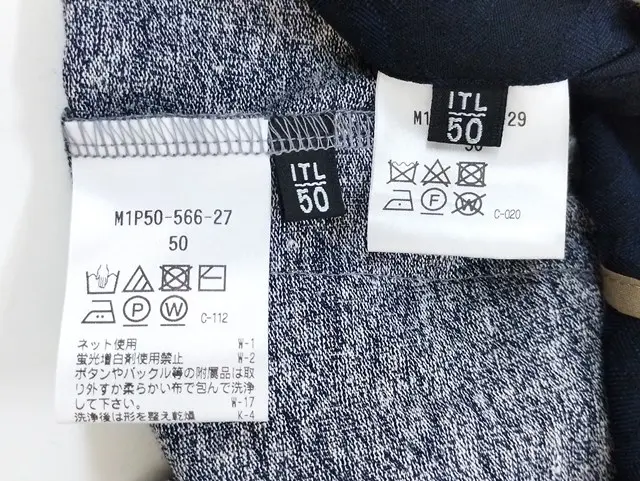 M1P50-566-27
50
P W C-112
ネット使用 W-1
蛍光増白剤使用禁止 W-2
ボタンやバックル等の附属品は取
り外すか柔らかい布で包んで洗浄
して下さい。 W-17
洗浄後は形を整え乾燥 K-4
ITL
50
ITL
50
M1
29
F W C-020